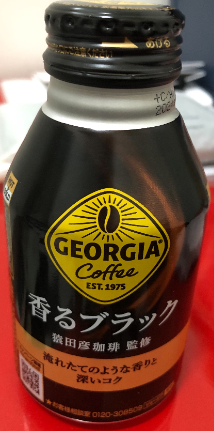 GEORGIA
Coffee
EST. 1975
香るブラック
猿田彦珈琲 監修
淹れたてのような香りと
深いコク